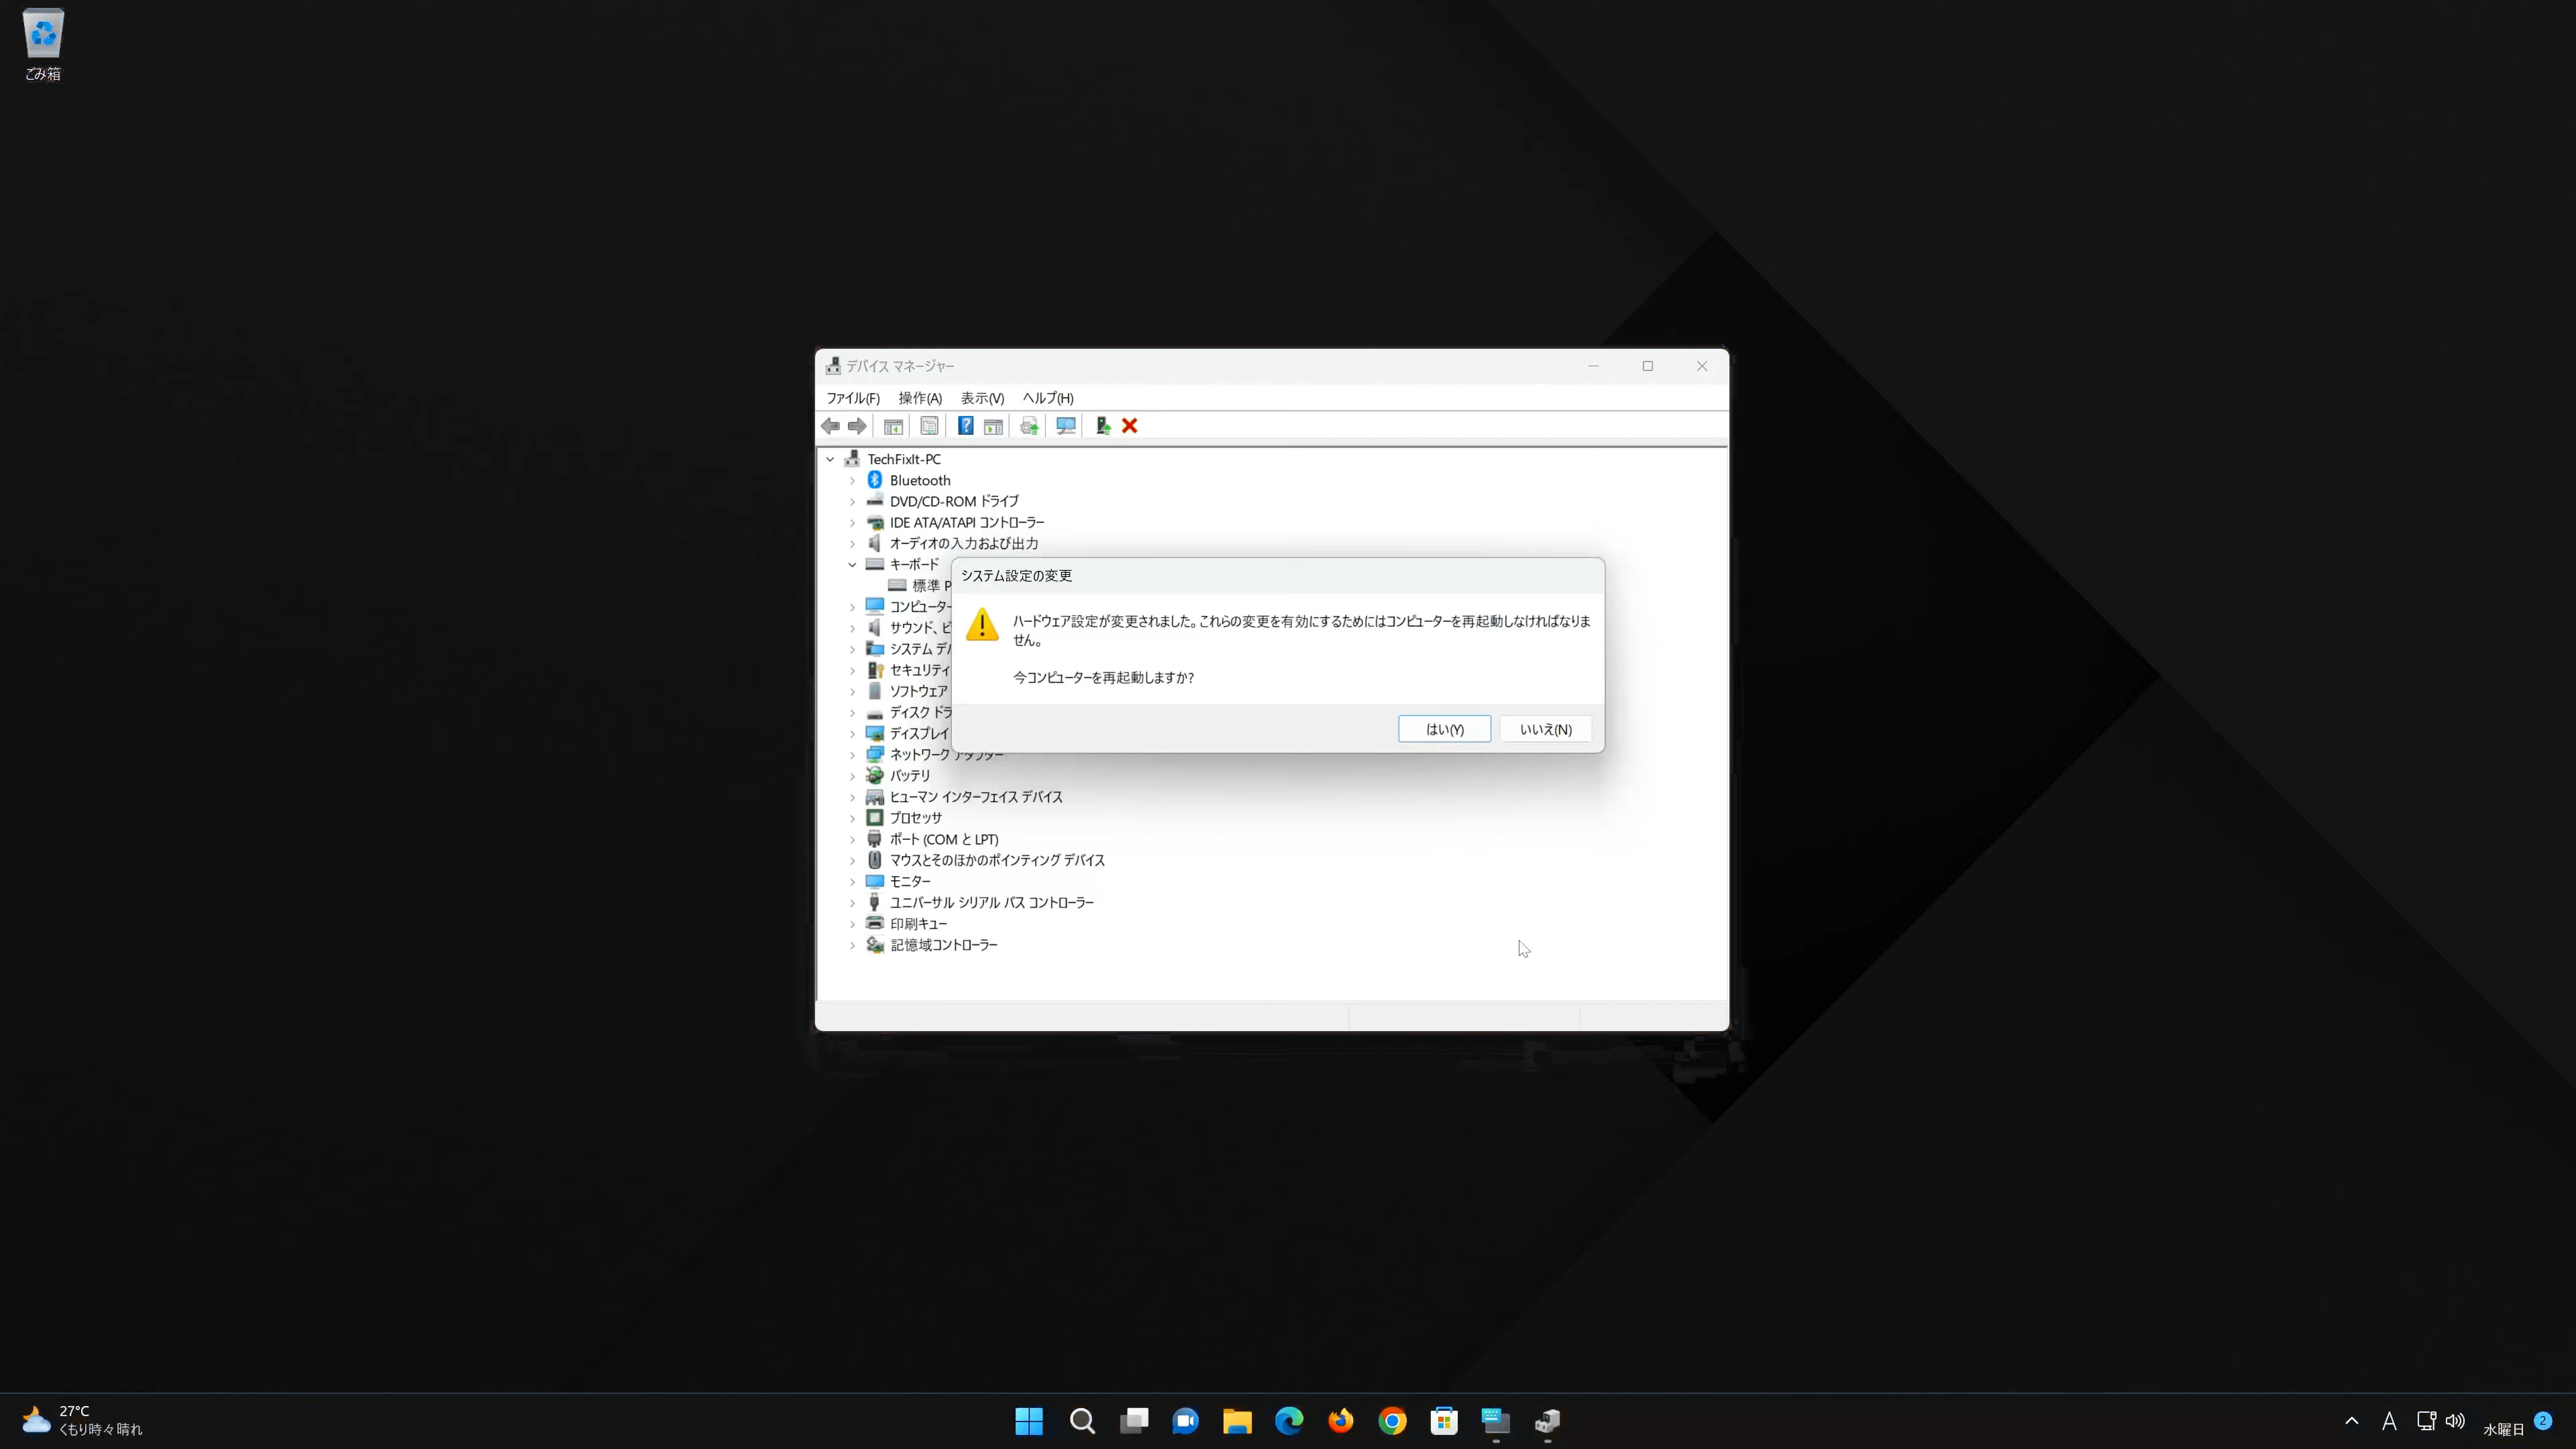 ごみ箱
デバイス マネージャー
ファイル(F) 操作(A) 表示(V) ヘルプ(H)
TechFixIt-PC
Bluetooth
DVD/CD-ROM ドライブ
IDE ATA/ATAPI コントローラー
オーディオの入力および出力
キーボード
標準 P
コンピューター
サウンド、ビ
システム デバ
セキュリティ
ソフトウェア
ディスク ドラ
ディスプレイ
ネットワーク アダプター
バッテリ
ヒューマン インターフェイス デバイス
プロセッサ
ポート (COM と LPT)
マウスとそのほかのポインティング デバイス
モニター
ユニバーサル シリアル バス コントローラー
印刷キュー
記憶域コントローラー
システム設定の変更
ハードウェア設定が変更されました。これらの変更を有効にするためにはコンピューターを再起動しなければなりま
せん。
今コンピューターを再起動しますか?
はい(Y) いいえ(N)
27°C
くもり時々晴れ
A
水曜日 2